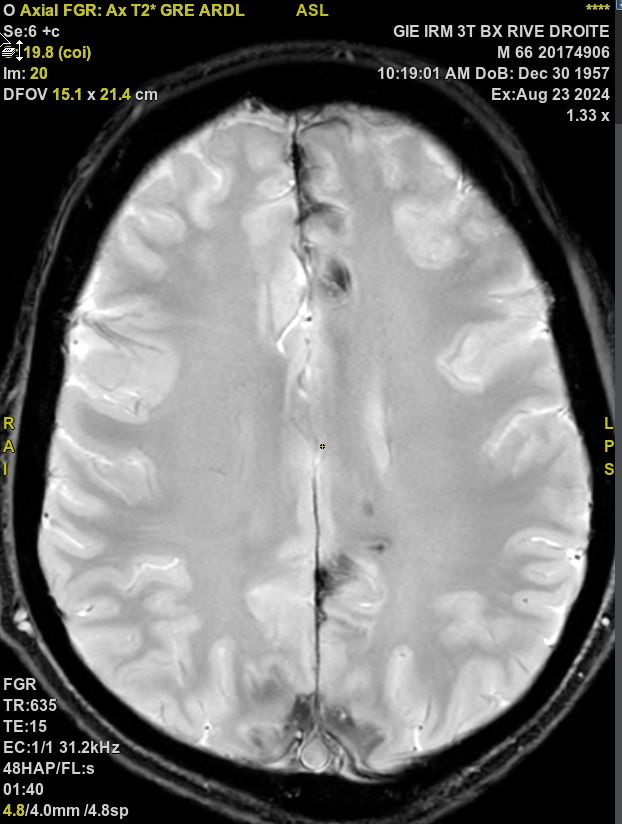 O Axial FGR: Ax T2* GRE ARDL
ASL
****
Se:6 +c
GIE IRM 3T BX RIVE DROITE
I:19.8 (coi)
M 66 20174906
Im: 20
10:19:01 AM DoB: Dec 30 1957
DFOV 15.1 x 21.4 cm
Ex:Aug 23 2024
1.33 x
R
A
I
L
P
S
FGR
TR:635
TE:15
EC:1/1 31.2kHz
48HAP/FL:s
01:40
4.8/4.0mm /4.8sp